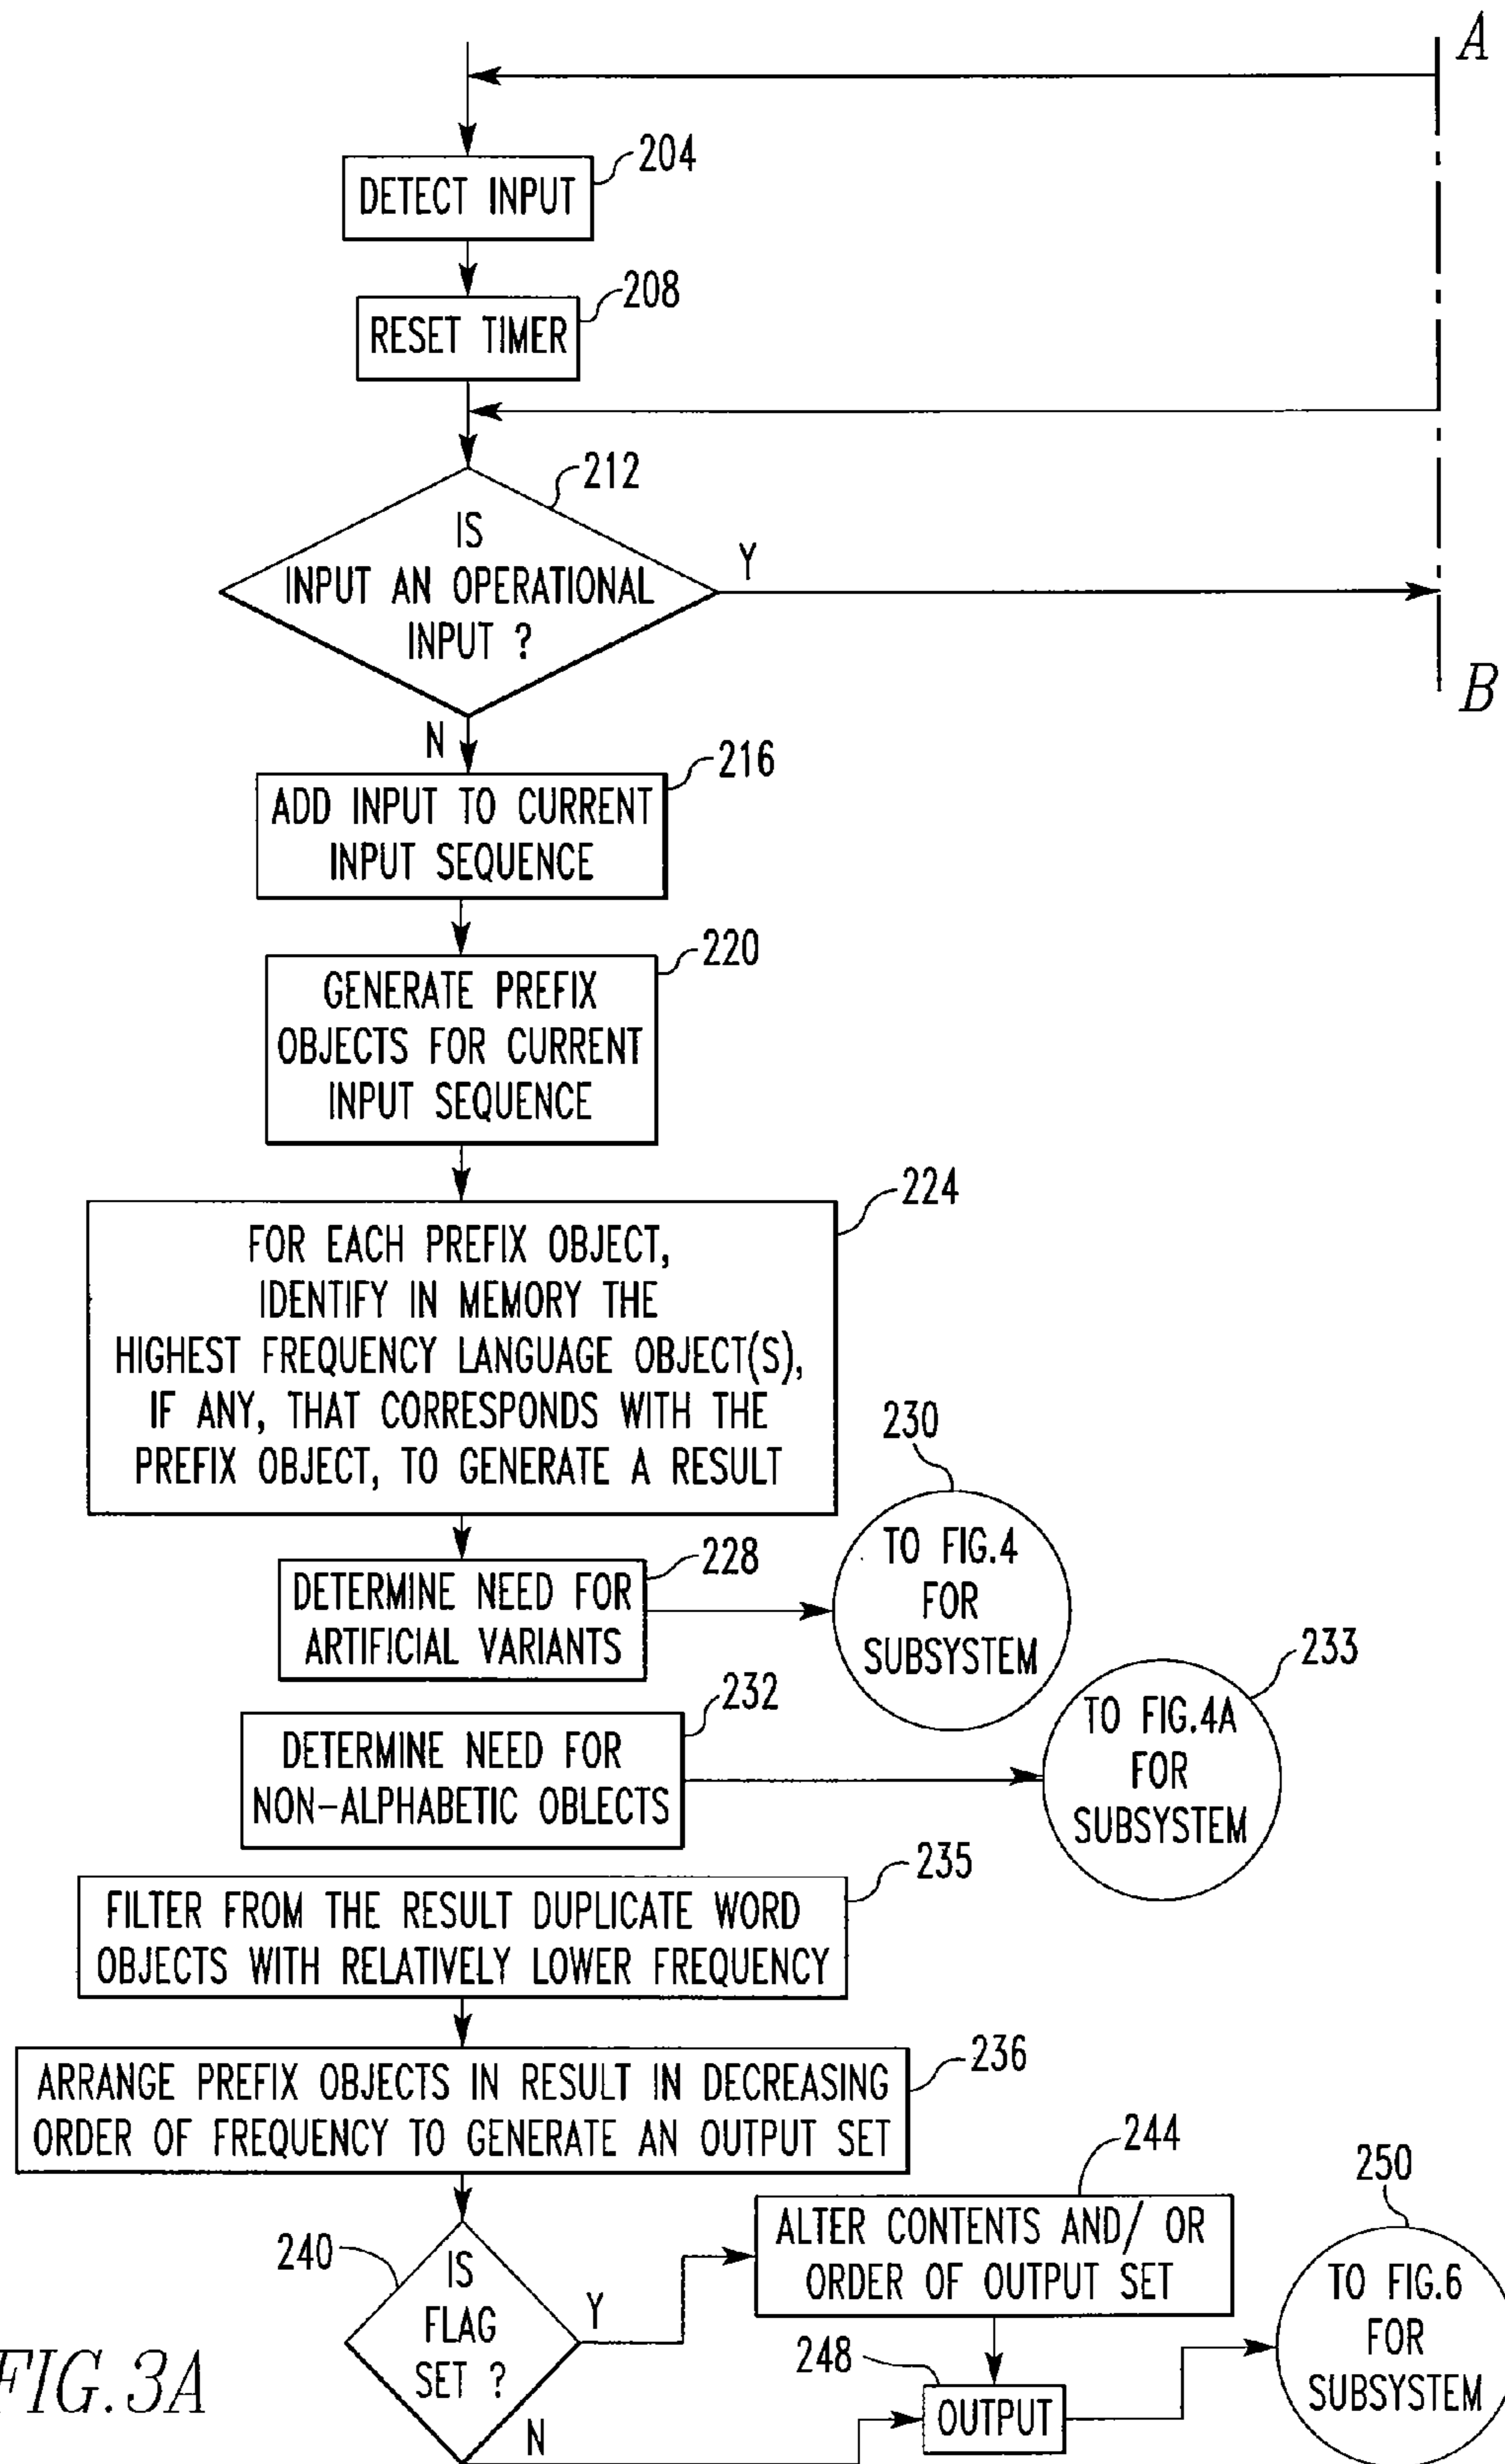 A
204
DETECT INPUT
208
RESET TIMER
212
IS
INPUT AN OPERATIONAL
INPUT ?
Y
B
N
216
ADD INPUT TO CURRENT
INPUT SEQUENCE
220
GENERATE PREFIX
OBJECTS FOR CURRENT
INPUT SEQUENCE
224
FOR EACH PREFIX OBJECT,
IDENTIFY IN MEMORY THE
HIGHEST FREQUENCY LANGUAGE OBJECT(S),
IF ANY, THAT CORRESPONDS WITH THE
PREFIX OBJECT, TO GENERATE A RESULT
230
TO FIG.4
FOR
SUBSYSTEM
228
DETERMINE NEED FOR
ARTIFICIAL VARIANTS
233
TO FIG.4A
FOR
SUBSYSTEM
232
DETERMINE NEED FOR
NON-ALPHABETIC OBLECTS
235
FILTER FROM THE RESULT DUPLICATE WORD
OBJECTS WITH RELATIVELY LOWER FREQUENCY
236
ARRANGE PREFIX OBJECTS IN RESULT IN DECREASING
ORDER OF FREQUENCY TO GENERATE AN OUTPUT SET
244
ALTER CONTENTS AND/ OR
ORDER OF OUTPUT SET
250
TO FIG.6
FOR
SUBSYSTEM
240
IS
FLAG
SET ?
Y
248
OUTPUT
N
FIG.3A